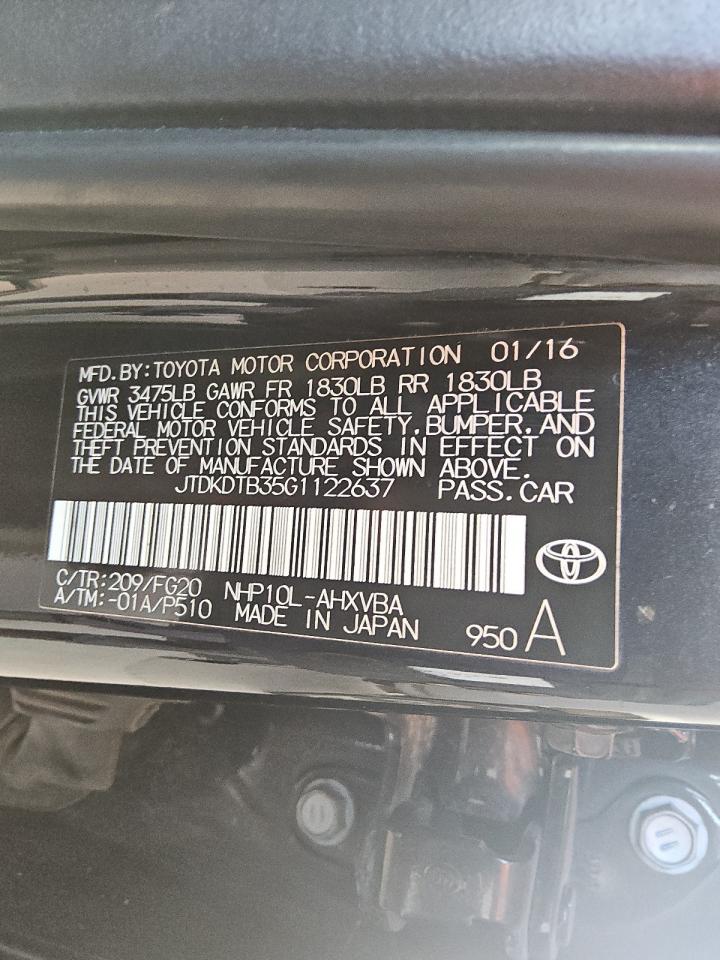 MFD.BY:TOYOTA MOTOR CORPORATION 01/16
GVWR 3475LB GAWR FR 1830LB RR 1830LB
THIS VEHICLE CONFORMS TO ALL APPLICABLE
FEDERAL MOTOR VEHICLE SAFETY,BUMPER,AND
THEFT PREVENTION STANDARDS IN EFFECT ON
THE DATE OF MANUFACTURE SHOWN ABOVE.
JTDKDTB35G1122637 PASS.CAR
C/TR:209/FG20 NHP10L-AHXVBA
A/TM:-01A/P510 MADE IN JAPAN 950 A